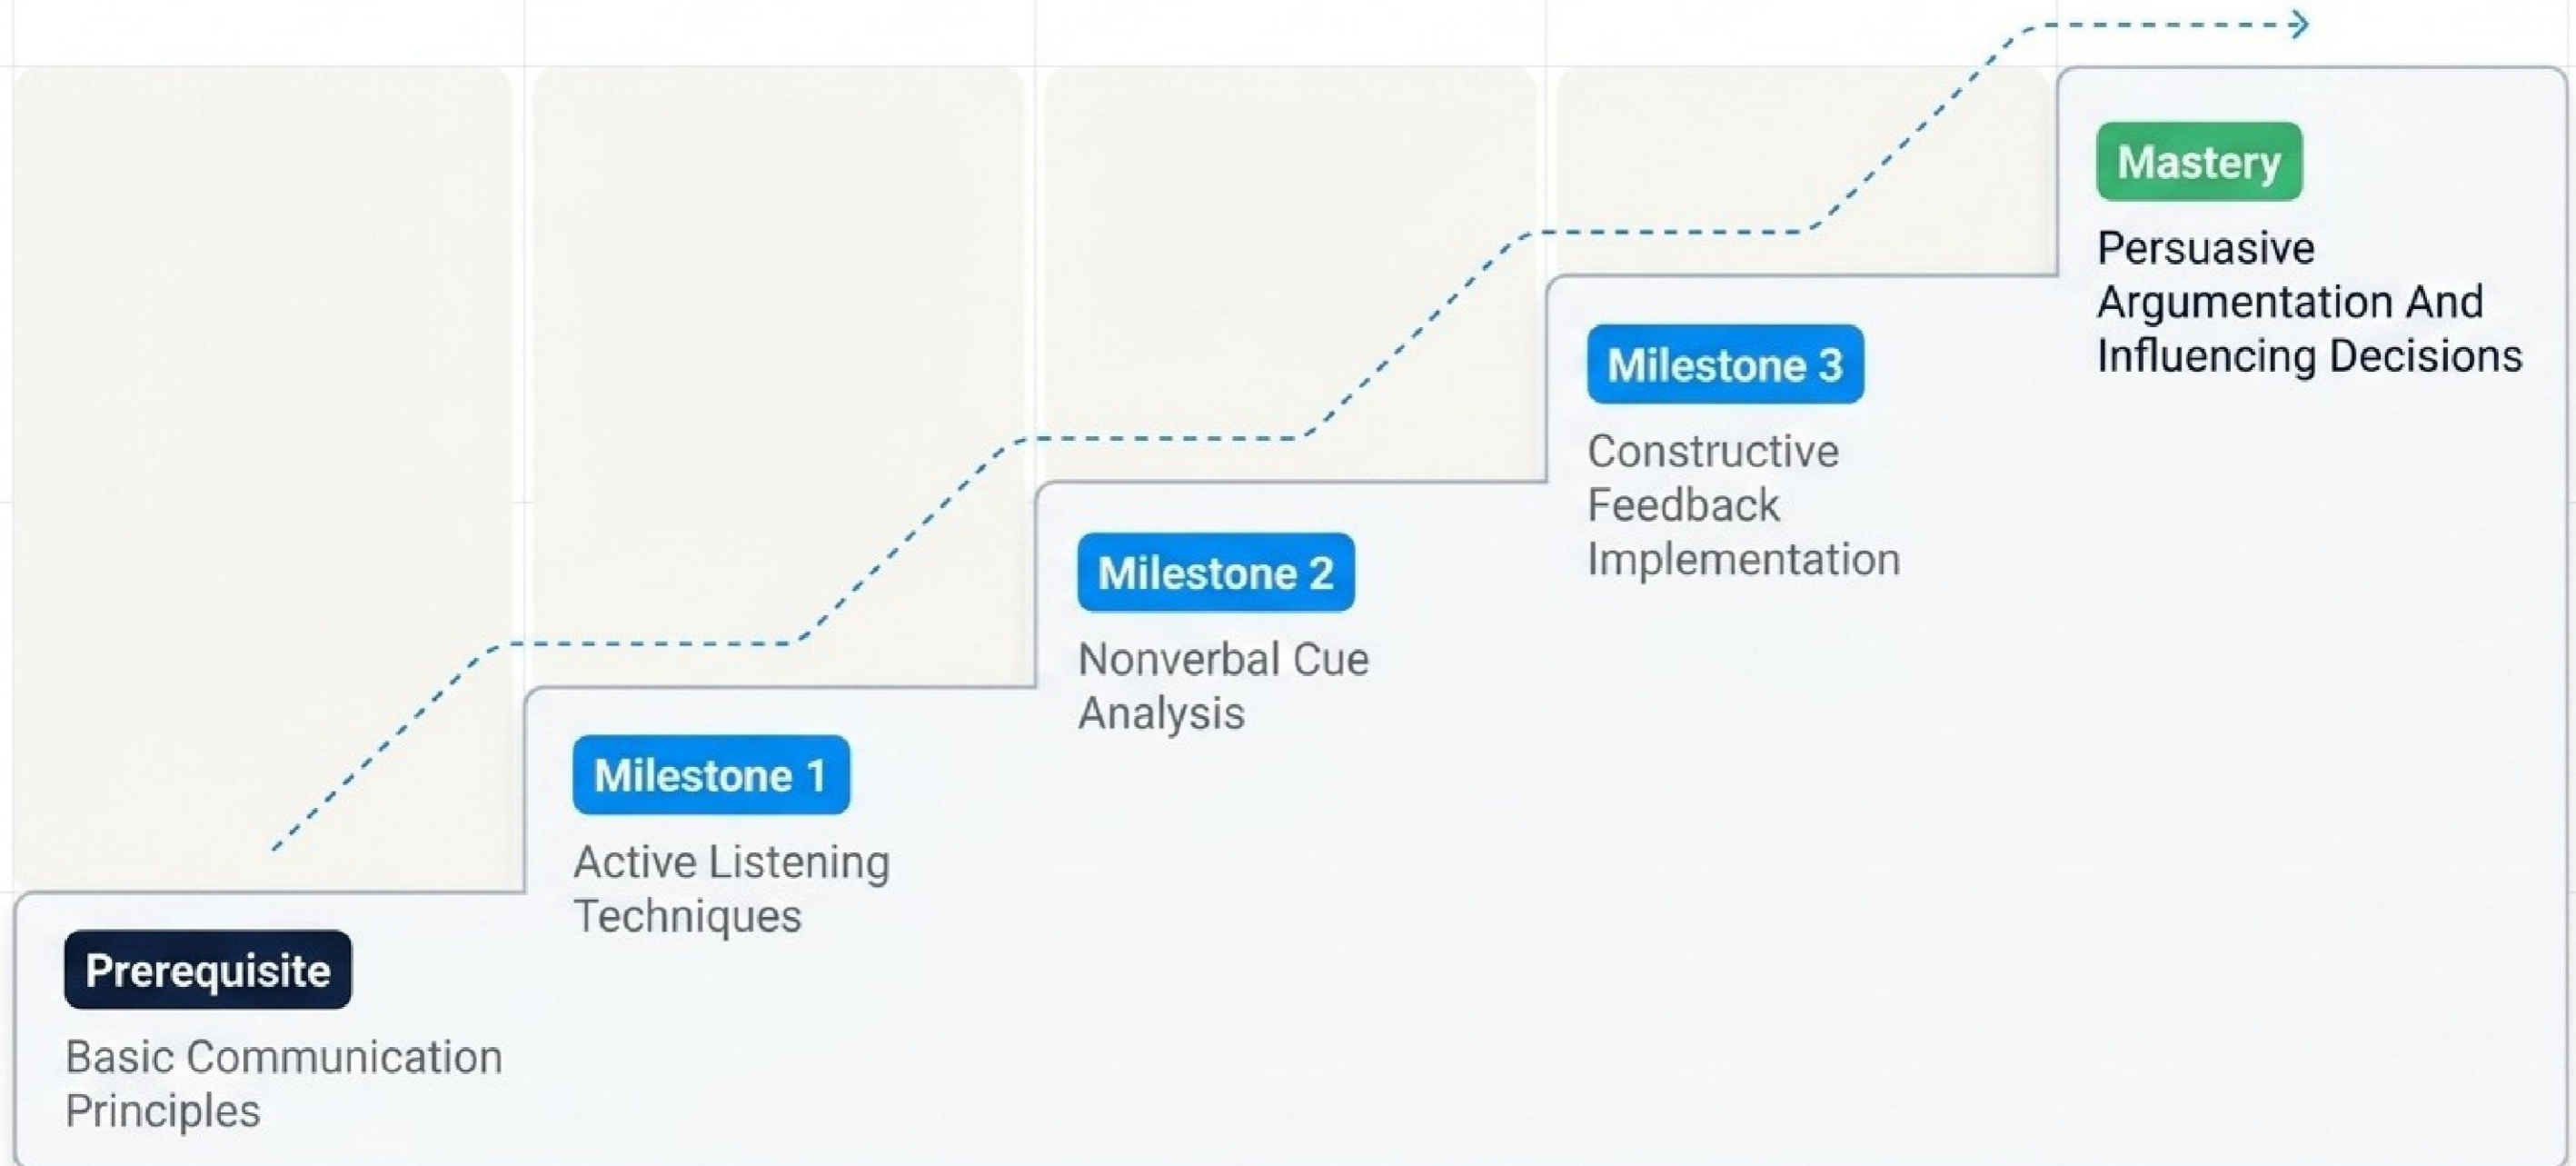 Prerequisite
Basic Communication
Principles
Milestone 1
Active Listening
Techniques
Milestone 2
Nonverbal Cue
Analysis
Milestone 3
Constructive
Feedback
Implementation
Mastery
Persuasive
Argumentation And
Influencing Decisions